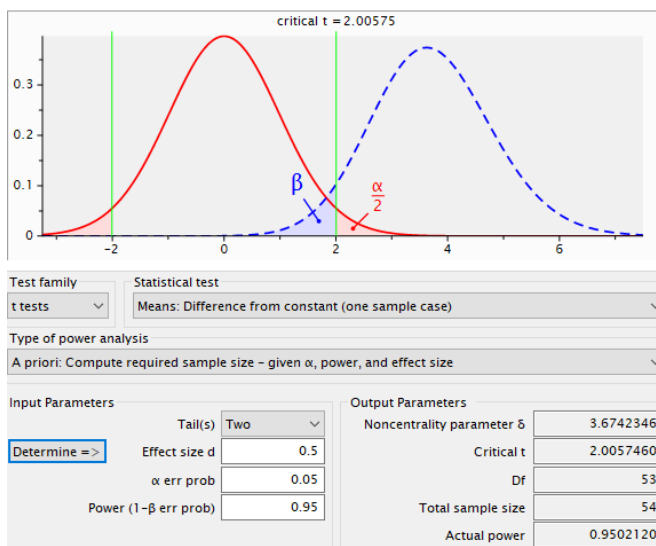 critical t = 2.00575
0.3
0.2
0.1
0
β
α
2
-2 0 2 4 6
Test family Statistical test
t tests Means: Difference from constant (one sample case)
Type of power analysis
A priori: Compute required sample size - given α, power, and effect size
Input Parameters Output Parameters
Tail(s) Two Noncentrality parameter δ 3.6742346
Determine => Effect size d 0.5 Critical t 2.0057460
α err prob 0.05 Df 53
Power (1-β err prob) 0.95 Total sample size 54
Actual power 0.9502120